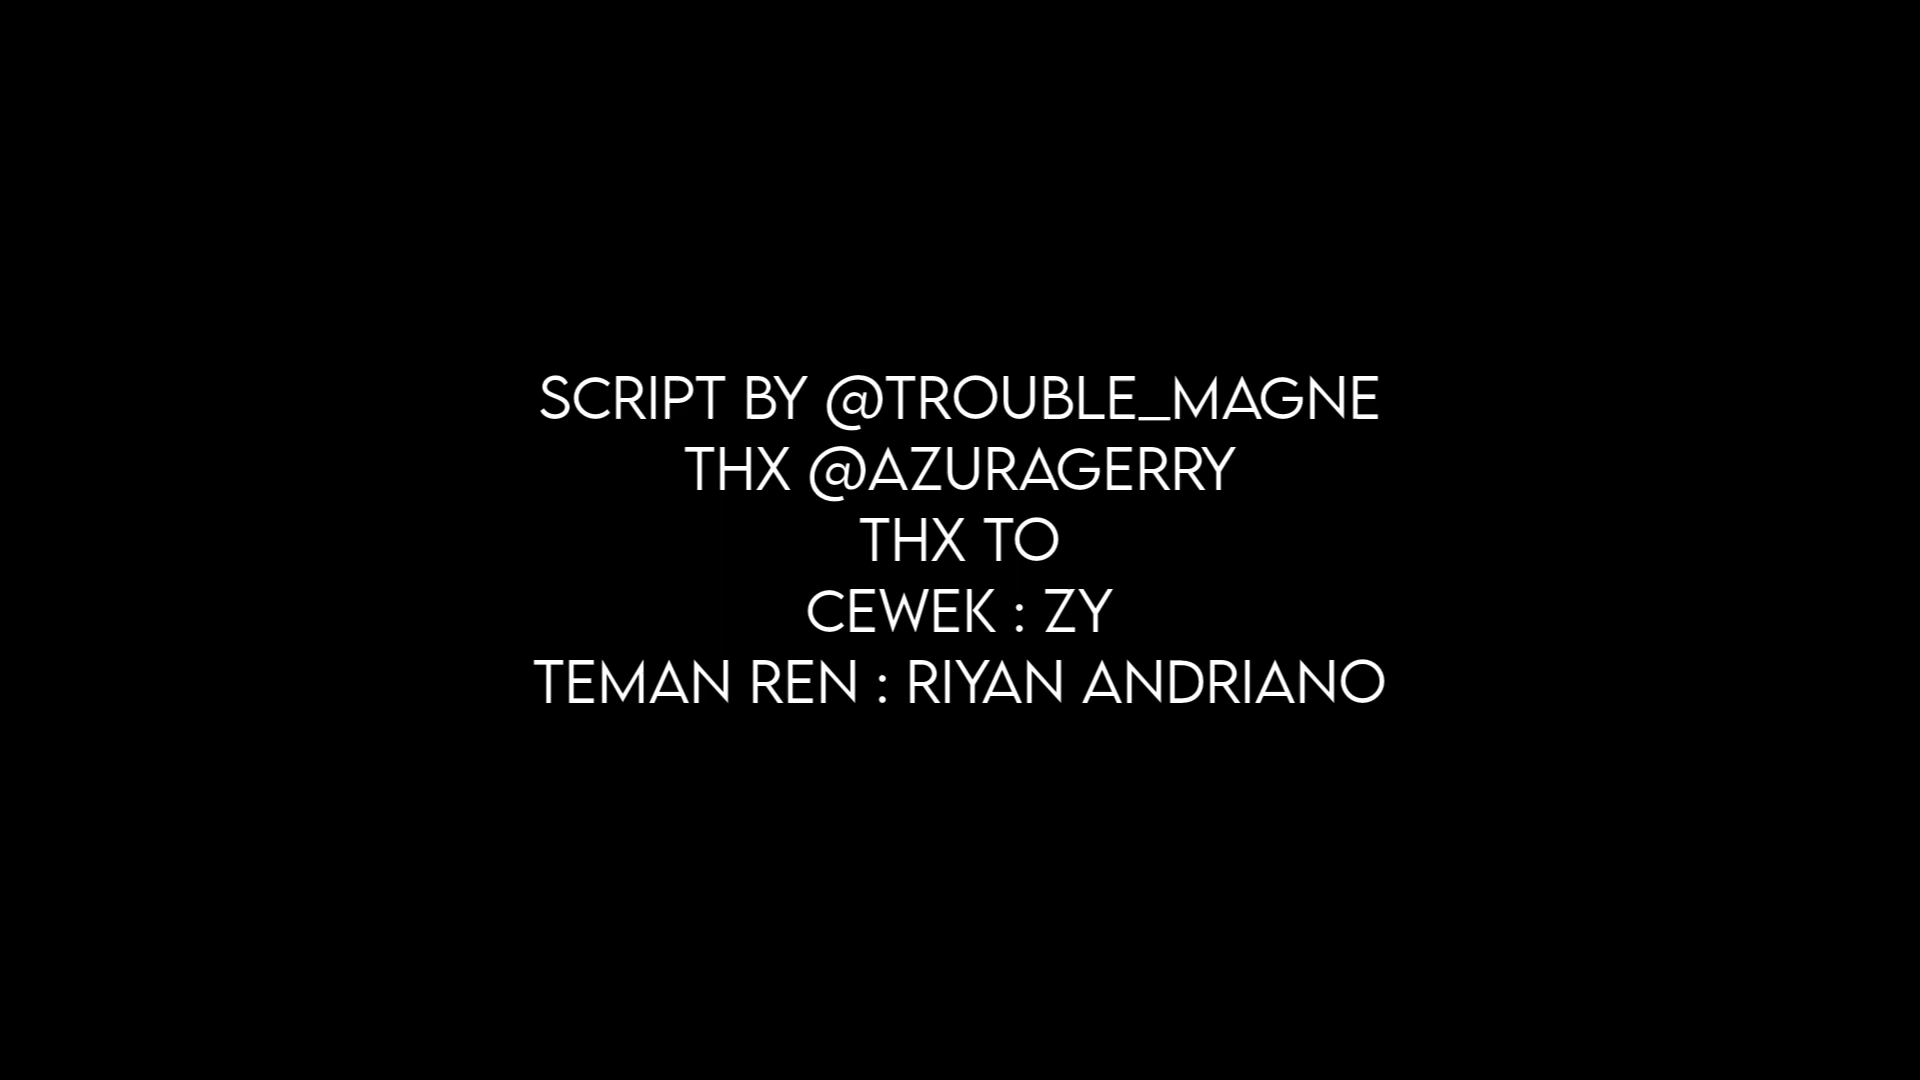 SCRIPT BY @TROUBLE_MAGNE
THX @AZURAGERRY
THX TO
CEWEK : ZY
TEMAN REN : RIYAN ANDRIANO